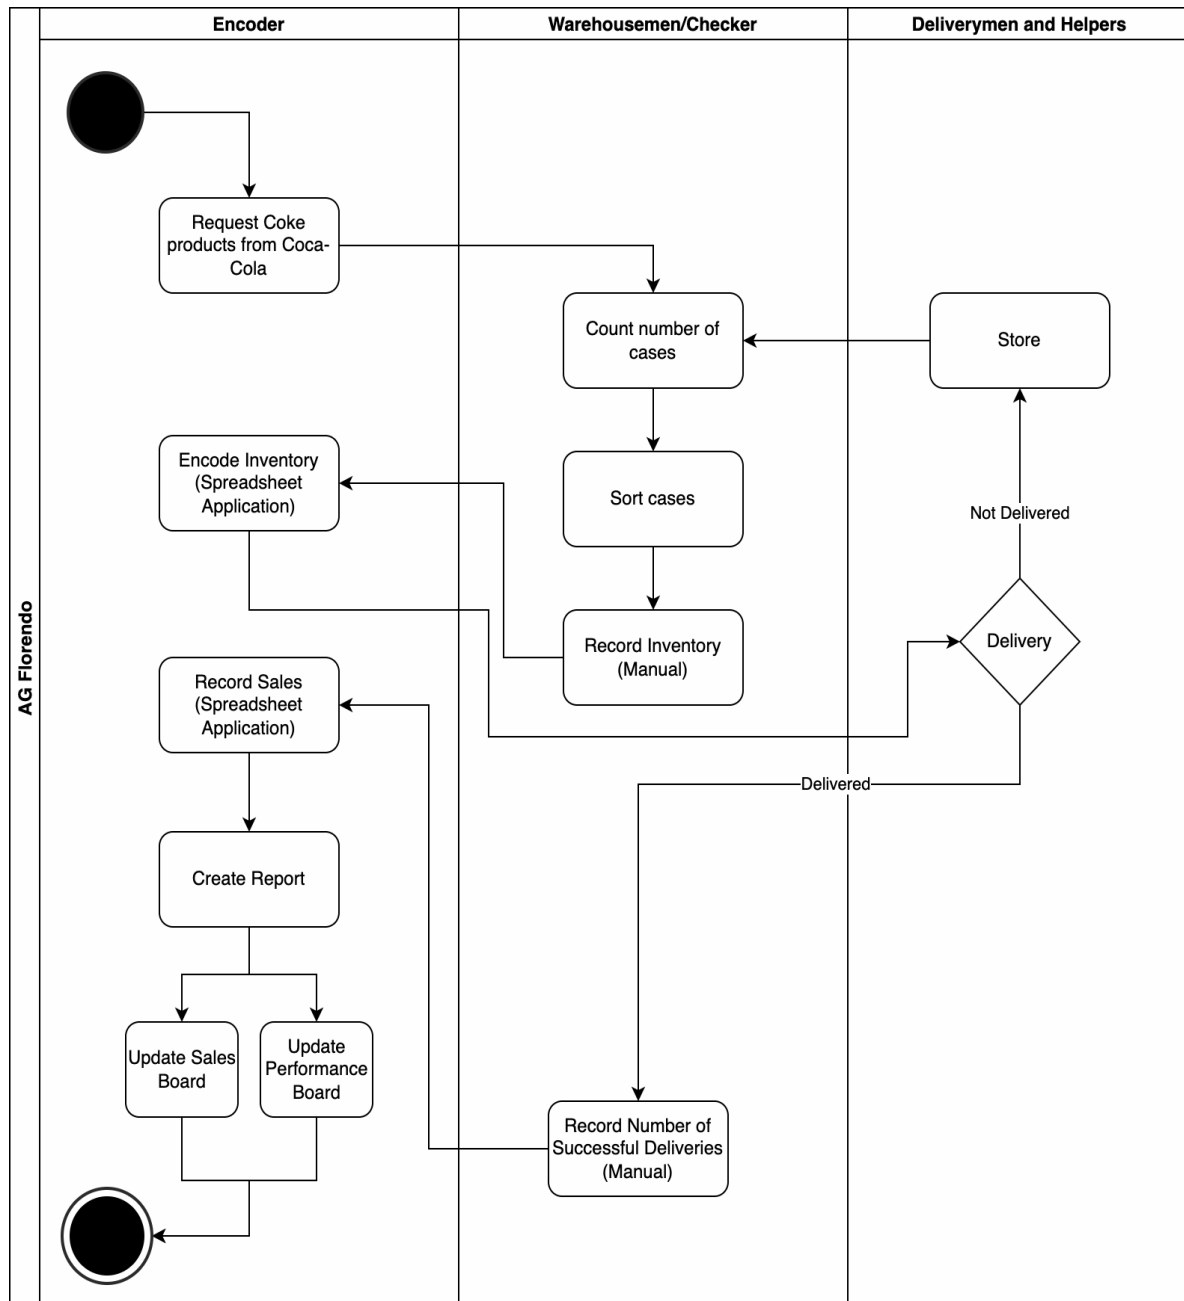 Encoder
Warehousemen/Checker
Deliverymen and Helpers
AG Florendo
Request Coke
products from Coca-
Cola
Count number of
cases
Store
Encode Inventory
(Spreadsheet
Application)
Sort cases
Not Delivered
Record Inventory
(Manual)
Delivery
Record Sales
(Spreadsheet
Application)
Delivered
Create Report
Update Sales
Board
Update
Performance
Board
Record Number of
Successful Deliveries
(Manual)